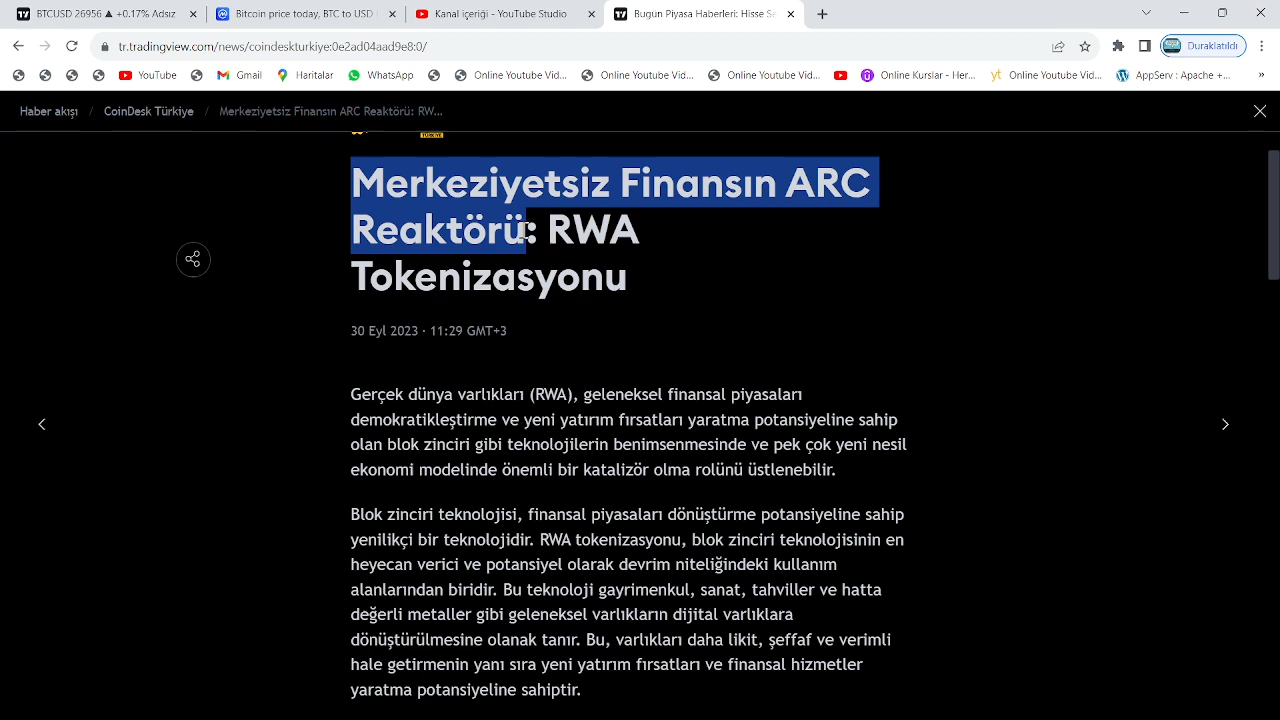 BTCUSD 26956 ▲ +0.17% Adsız
Bitcoin price today, BTC to USD l
Kanal içeriği - YouTube Studio
Bugün Piyasa Haberleri: Hisse Se
tr.tradingview.com/news/coindeskturkiye:0e2ad04aad9e8:0/
Duraklatıldı
YouTube
Gmail
Haritalar
WhatsApp
Online Youtube Vid...
Online Youtube Vid...
Online Youtube Vid...
Online Kurslar - Her...
Online Youtube Vid...
AppServ : Apache +...
Haber akışı / CoinDesk Türkiye / Merkeziyetsiz Finansın ARC Reaktörü: RW...
TÜRKİYE
Merkeziyetsiz Finansın ARC
Reaktörü: RWA
Tokenizasyonu
30 Eyl 2023 · 11:29 GMT+3
Gerçek dünya varlıkları (RWA), geleneksel finansal piyasaları
demokratikleştirme ve yeni yatırım fırsatları yaratma potansiyeline sahip
olan blok zinciri gibi teknolojilerin benimsenmesinde ve pek çok yeni nesil
ekonomi modelinde önemli bir katalizör olma rolünü üstlenebilir.
Blok zinciri teknolojisi, finansal piyasaları dönüştürme potansiyeline sahip
yenilikçi bir teknolojidir. RWA tokenizasyonu, blok zinciri teknolojisinin en
heyecan verici ve potansiyel olarak devrim niteliğindeki kullanım
alanlarından biridir. Bu teknoloji gayrimenkul, sanat, tahviller ve hatta
değerli metaller gibi geleneksel varlıkların dijital varlıklara
dönüştürülmesine olanak tanır. Bu, varlıkları daha likit, şeffaf ve verimli
hale getirmenin yanı sıra yeni yatırım fırsatları ve finansal hizmetler
yaratma potansiyeline sahiptir.